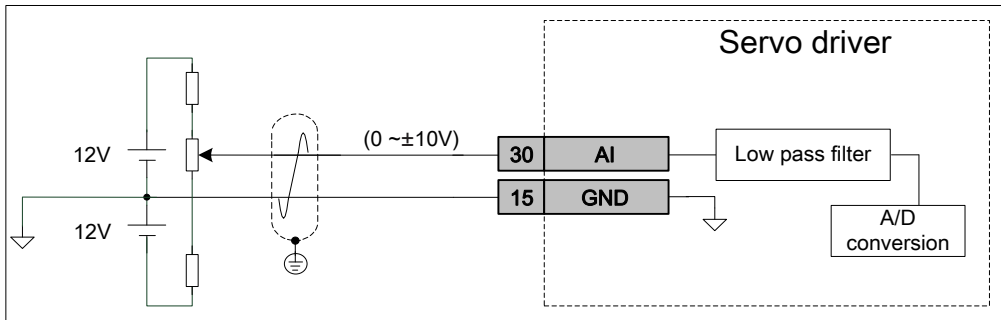 Servo driver
12V
(0 ~±10V)
30 AI
Low pass filter
15 GND
12V
A/D
conversion